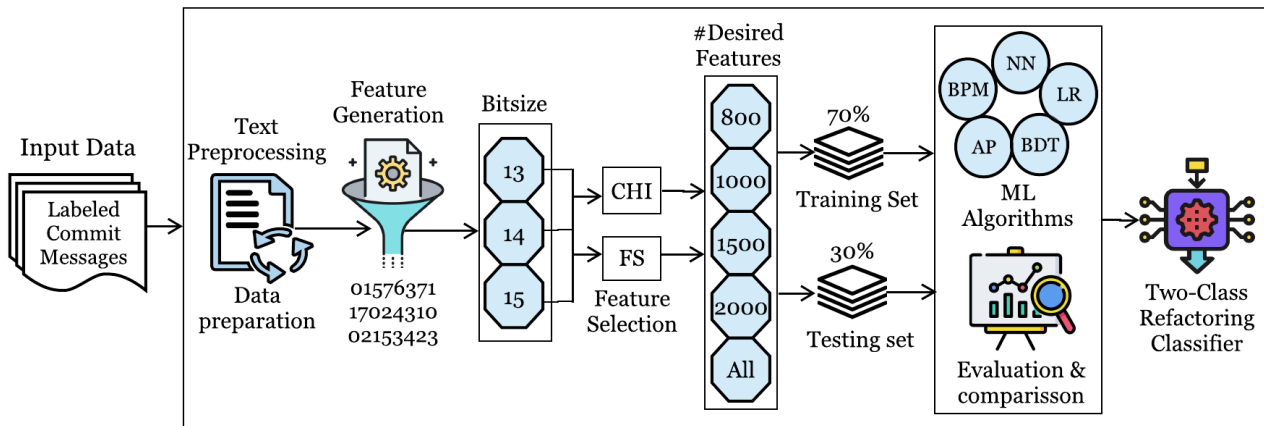 Input Data
Labeled
Commit
Messages
Text
Preprocessing
Data
preparation
Feature
Generation
01576371
17024310
02153423
Bitsize
13
14
15
CHI
FS
Feature
Selection
#Desired
Features
800
1000
1500
2000
All
70%
Training Set
30%
Testing set
NN
BPM
LR
AP
BDT
ML
Algorithms
Evaluation &
comparisson
Two-Class
Refactoring
Classifier